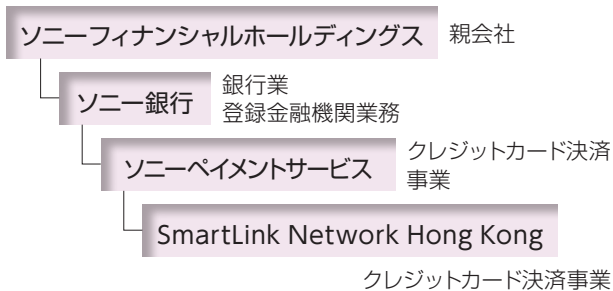 ソニーフィナンシャルホールディングス 親会社
ソニー銀行
銀行業
登録金融機関業務
ソニーペイメントサービス
クレジットカード決済
事業
SmartLink Network Hong Kong
クレジットカード決済事業